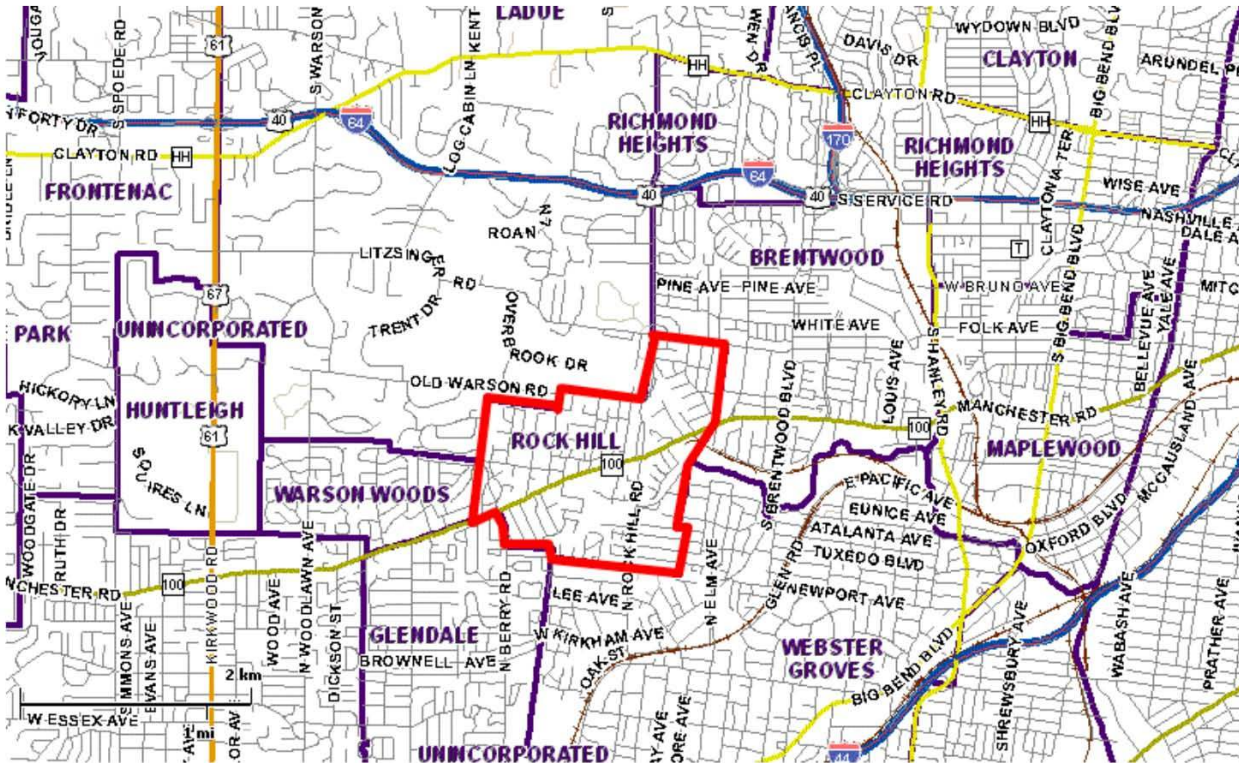 LADUE
WYDOWN BLVD
CLAYTON
DAVIS DR
ARUNDEL
S SPOEDE RD
61
S WARSON
LOG CABIN LN
KENT
HH
CLAYTON RD
BIG BEND BLVD
FORTY DR
40
64
RICHMOND
HEIGHTS
170
HH
RICHMOND
HEIGHTS
CLAYTON RD
HH
FRONTENAC
40
64
40
S SERVICE RD
CLAYTONIA TER
WISE AVE
NASHVILLE
DALE
ROAN LN
LITZSINGER RD
BRENTWOOD
T
S BIG BEND BLVD
67
PINE AVE
PINE AVE
W BRUNO AVE
BELLEVUE AVE
YALE AVE
PARK
UNINCORPORATED
TRENT DR
OVERBROOK DR
WHITE AVE
FOLK AVE
S HANLEY RD
OLD WARSON RD
S BRENTWOOD BLVD
LOUIS AVE
HICKORY LN
VALLEY DR
HUNTLEIGH
61
SQUIRES LN
ROCK HILL
100
100
MANCHESTER RD
MAPLEWOOD
MCCAUSLAND AVE
WARSON WOODS
WOODGATE DR
RUTH DR
N ROCK HILL RD
E PACIFIC AVE
EUNICE AVE
ATALANTA AVE
TUXEDO BLVD
OXFORD BLVD
NCHESTER RD
100
KIRKWOOD RD
WOOD AVE
N WOODLAWN AVE
DICKSON ST
N BERRY RD
LEE AVE
N ELM AVE
GLEN RD
NEWPORT AVE
SIMMONS AVE
EVANS AVE
GLENDALE
BROWNELL AVE
W KIRKHAM AVE
OAK ST
WEBSTER
GROVES
BIG BEND BLVD
SHREWSBURY AVE
WABASH AVE
PRATHER AVE
2 km
W ESSEX AVE
1 mi
UNINCORPORATED
44